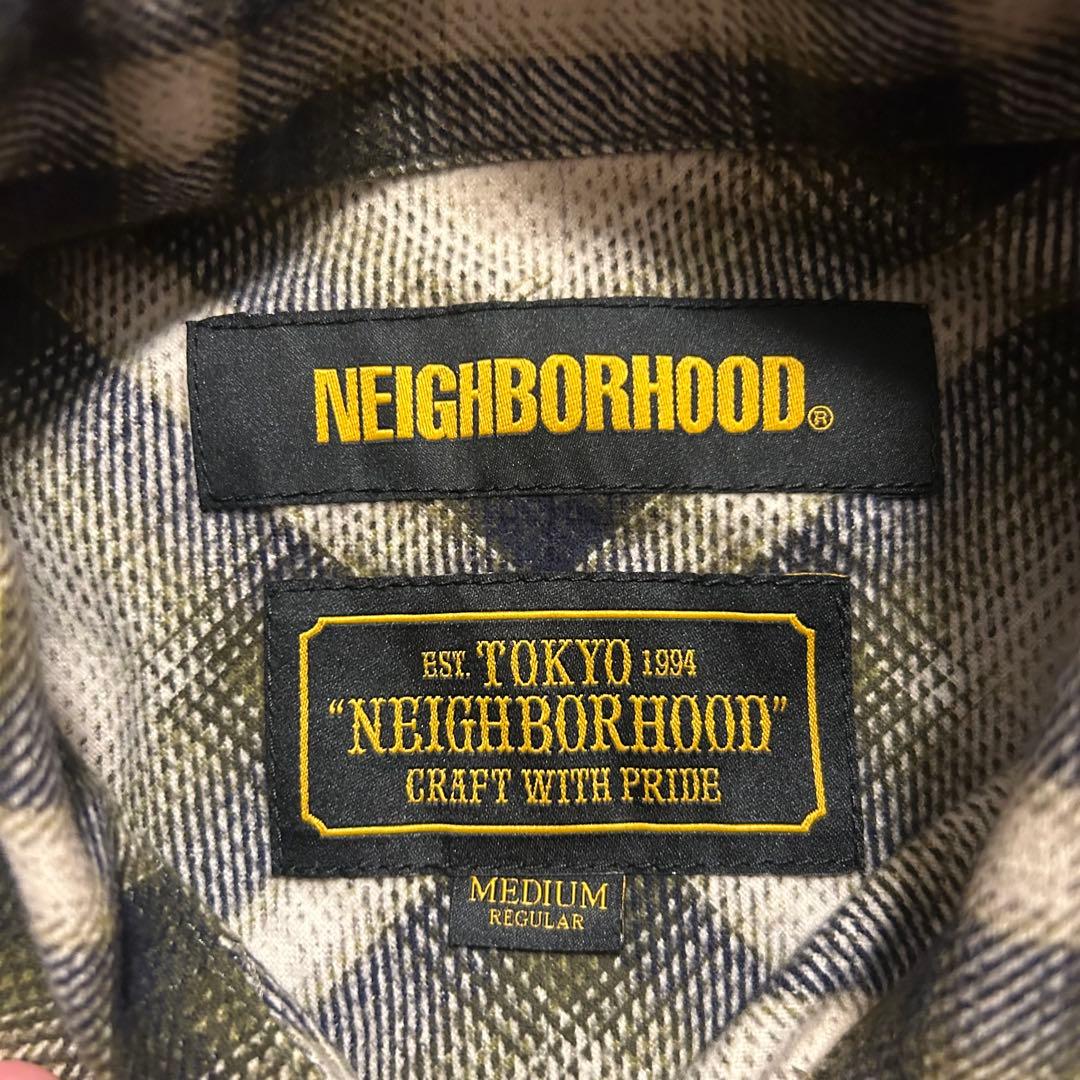 NEIGHBORHOOD®
EST. TOKYO 1994
"NEIGHBORHOOD"
CRAFT WITH PRIDE
MEDIUM
REGULAR